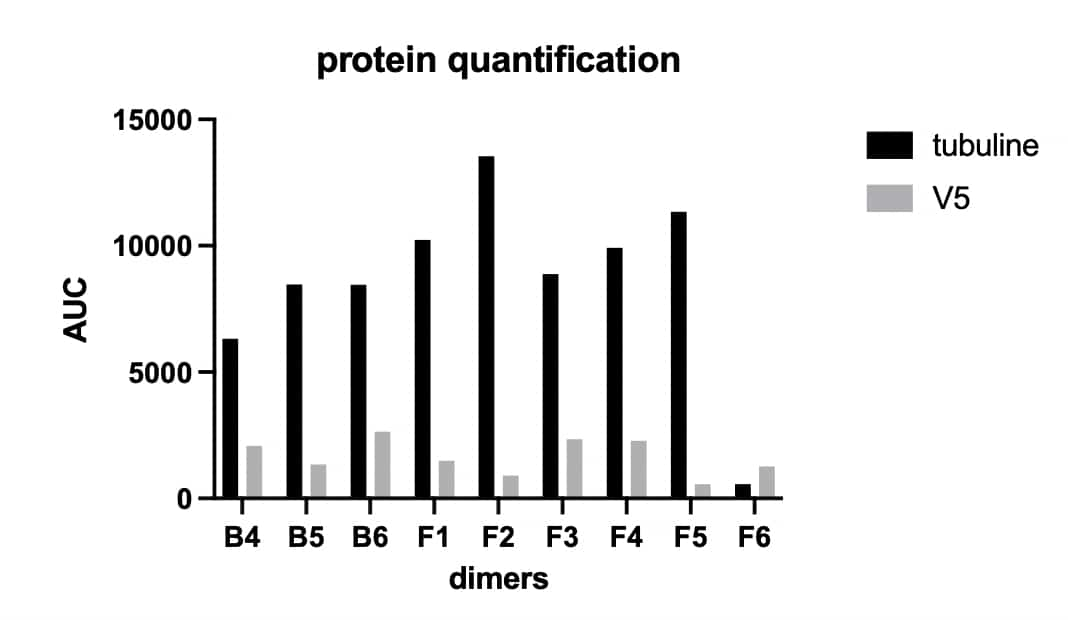 protein quantification
15000
10000
5000
0
AUC
B4 B5 B6 F1 F2 F3 F4 F5 F6
dimers
tubuline
V5